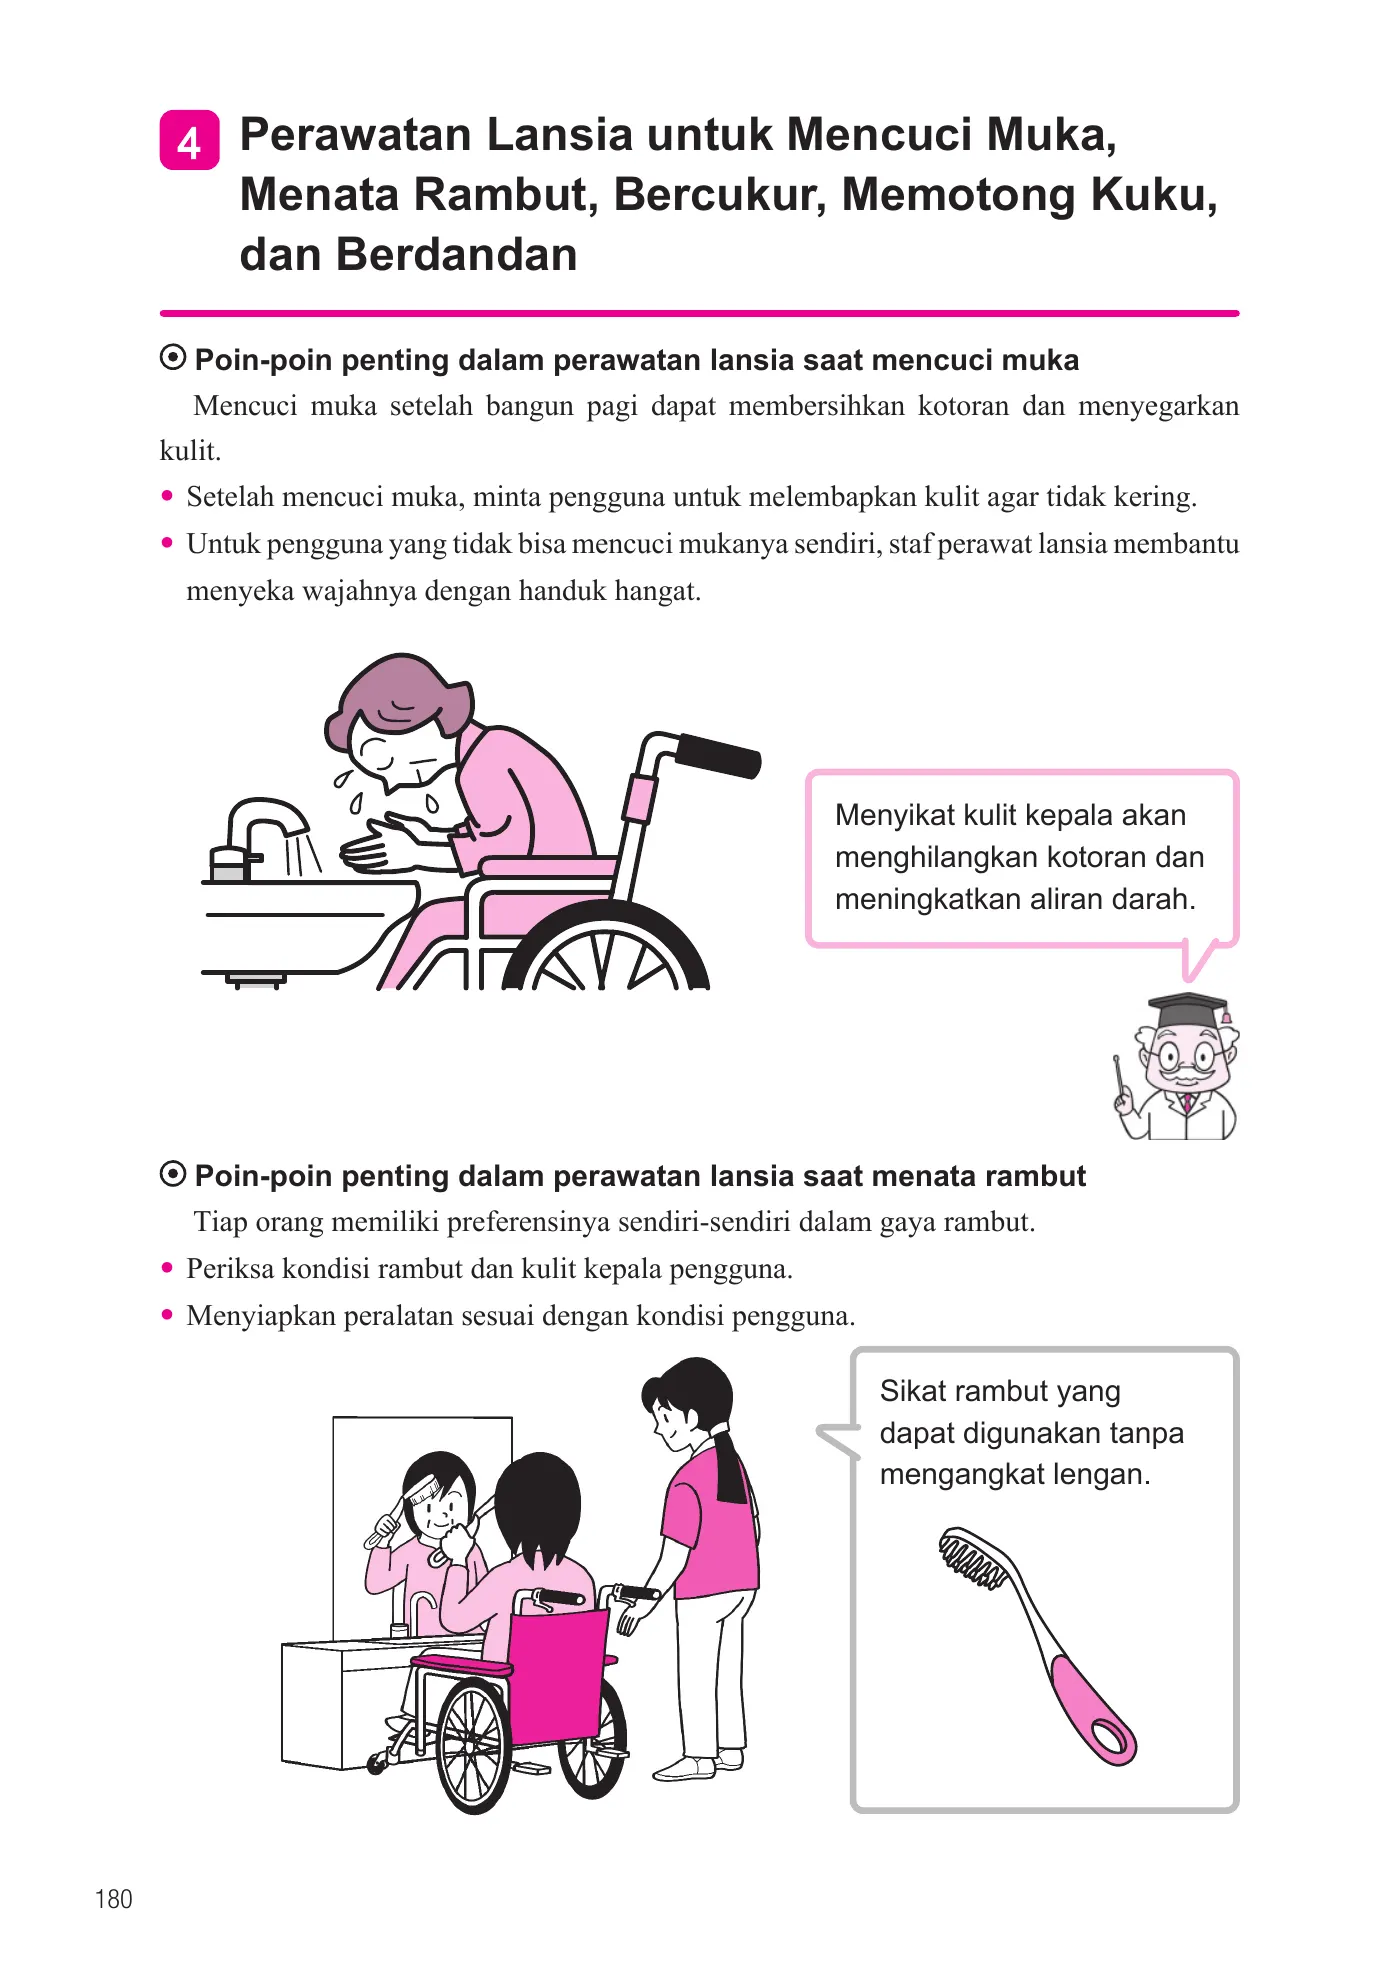 4
Perawatan Lansia untuk Mencuci Muka,
Menata Rambut, Bercukur, Memotong Kuku,
dan Berdandan
Poin-poin penting dalam perawatan lansia saat mencuci muka
Mencuci muka setelah bangun pagi dapat membersihkan kotoran dan menyegarkan
kulit.
• Setelah mencuci muka, minta pengguna untuk melembapkan kulit agar tidak kering.
• Untuk pengguna yang tidak bisa mencuci mukanya sendiri, staf perawat lansia membantu
menyeka wajahnya dengan handuk hangat.
Menyikat kulit kepala akan
menghilangkan kotoran dan
meningkatkan aliran darah.
Poin-poin penting dalam perawatan lansia saat menata rambut
Tiap orang memiliki preferensinya sendiri-sendiri dalam gaya rambut.
• Periksa kondisi rambut dan kulit kepala pengguna.
• Menyiapkan peralatan sesuai dengan kondisi pengguna.
Sikat rambut yang
dapat digunakan tanpa
mengangkat lengan.
180